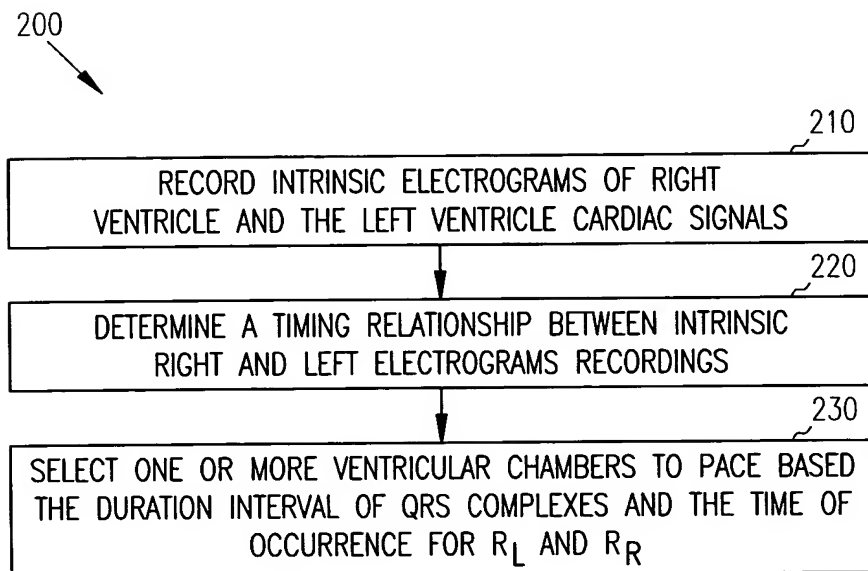 200
210
RECORD INTRINSIC ELECTROGRAMS OF RIGHT
VENTRICLE AND THE LEFT VENTRICLE CARDIAC SIGNALS
220
DETERMINE A TIMING RELATIONSHIP BETWEEN INTRINSIC
RIGHT AND LEFT ELECTROGRAMS RECORDINGS
230
SELECT ONE OR MORE VENTRICULAR CHAMBERS TO PACE BASED
THE DURATION INTERVAL OF QRS COMPLEXES AND THE TIME OF
OCCURRENCE FOR R_L AND R_R